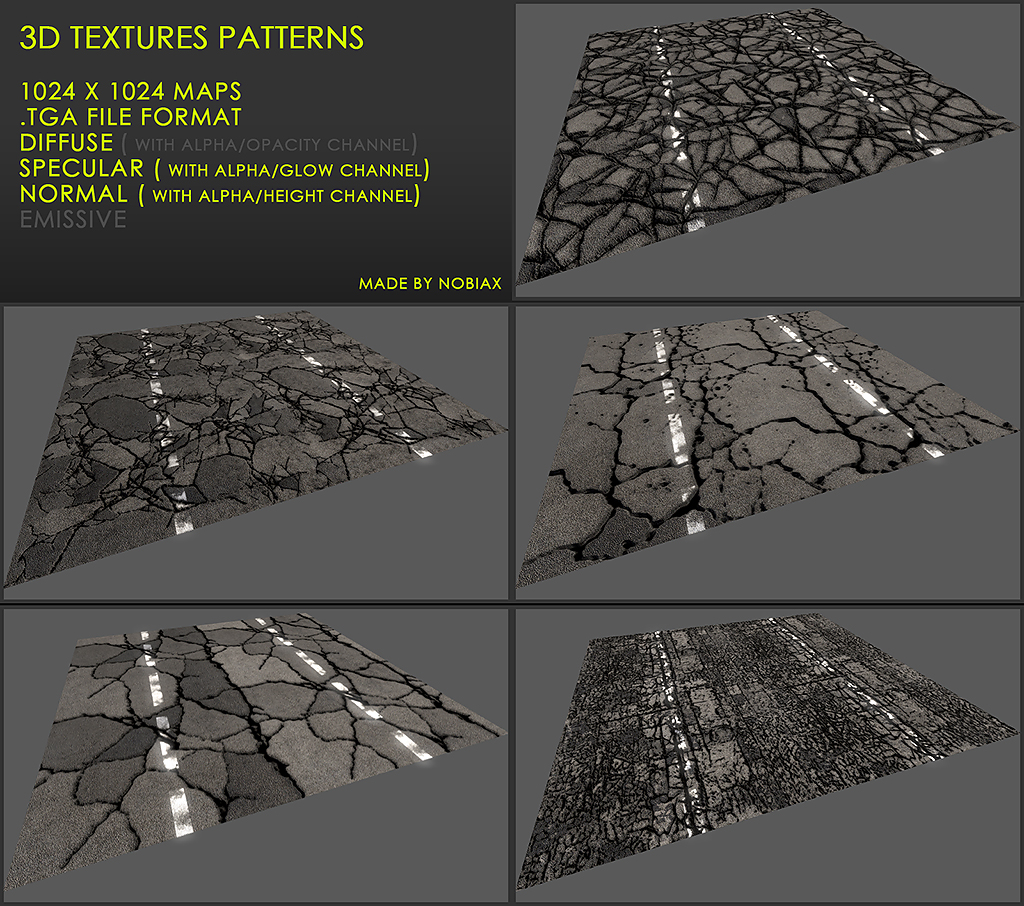 3D TEXTURES PATTERNS
1024 X 1024 MAPS
.TGA FILE FORMAT
DIFFUSE ( WITH ALPHA/OPACITY CHANNEL)
SPECULAR ( WITH ALPHA/GLOW CHANNEL)
NORMAL ( WITH ALPHA/HEIGHT CHANNEL)
EMISSIVE
MADE BY NOBIAX